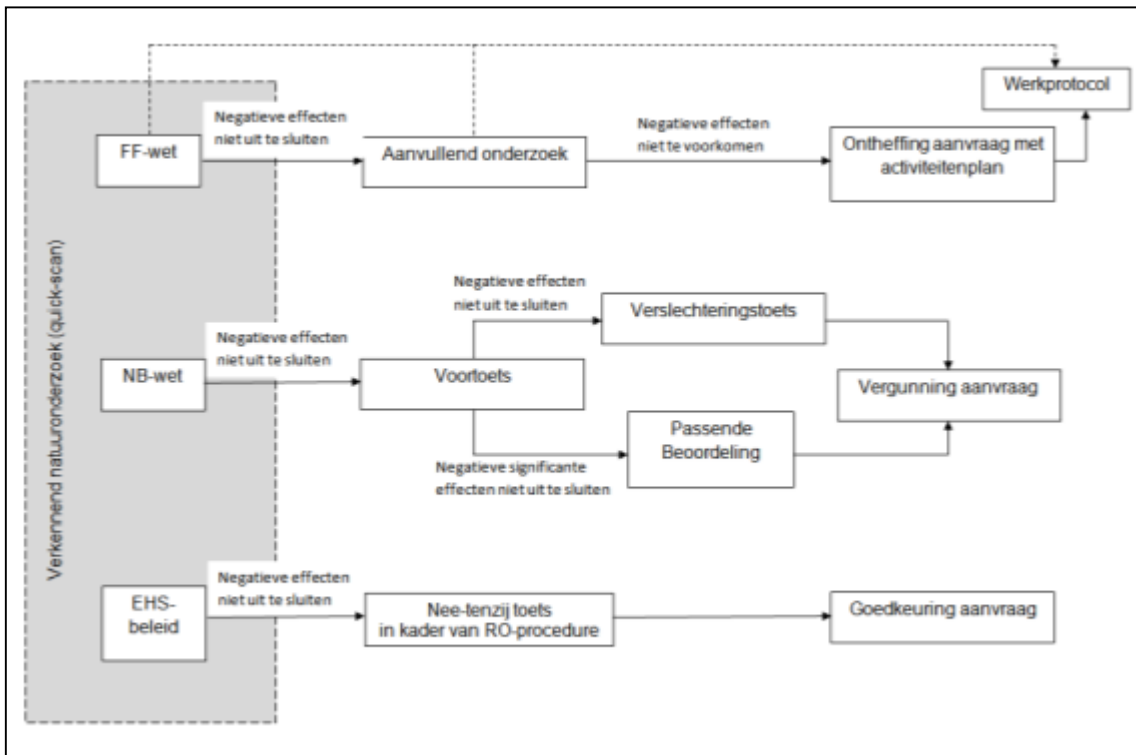 Werkprotocol
Negatieve effecten
niet uit te sluiten
FF-wet
Aanvullend onderzoek
Negatieve effecten
niet te voorkomen
Ontheffing aanvraag met
activiteitenplan
Verkennend natuuronderzoek (quick-scan)
Negatieve effecten
niet uit te sluiten
Verslechteringstoets
Negatieve effecten
niet uit te sluiten
NB-wet
Voortoets
Vergunning aanvraag
Passende
Beoordeling
Negatieve significante
effecten niet uit te sluiten
Negatieve effecten
niet uit te sluiten
EHS-
beleid
Nee-tenzij toets
in kader van RO-procedure
Goedkeuring aanvraag